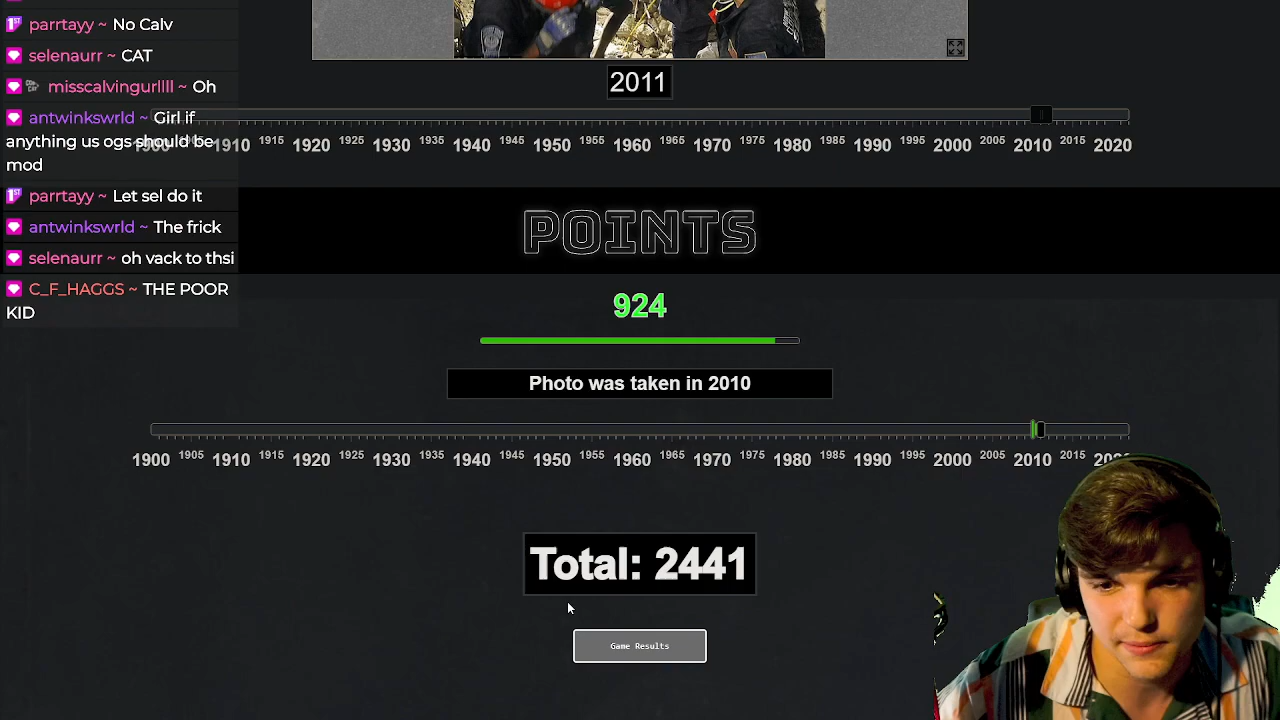 parrtayy ~ No Calv
selenaurr ~ CAT
misscalvingurllll ~ Oh
antwinkswrld ~ Girl if
anything us ogs should be
mod
parrtayy ~ Let sel do it
antwinkswrld ~ The frick
selenaurr ~ oh vack to thsi
C_F_HAGGS ~ THE POOR
KID
2011
1900 1905 1910 1915 1920 1925 1930 1935 1940 1945 1950 1955 1960 1965 1970 1975 1980 1985 1990 1995 2000 2005 2010 2015 2020
POINTS
924
Photo was taken in 2010
1900 1905 1910 1915 1920 1925 1930 1935 1940 1945 1950 1955 1960 1965 1970 1975 1980 1985 1990 1995 2000 2005 2010 2015 2020
Total: 2441
Game Results